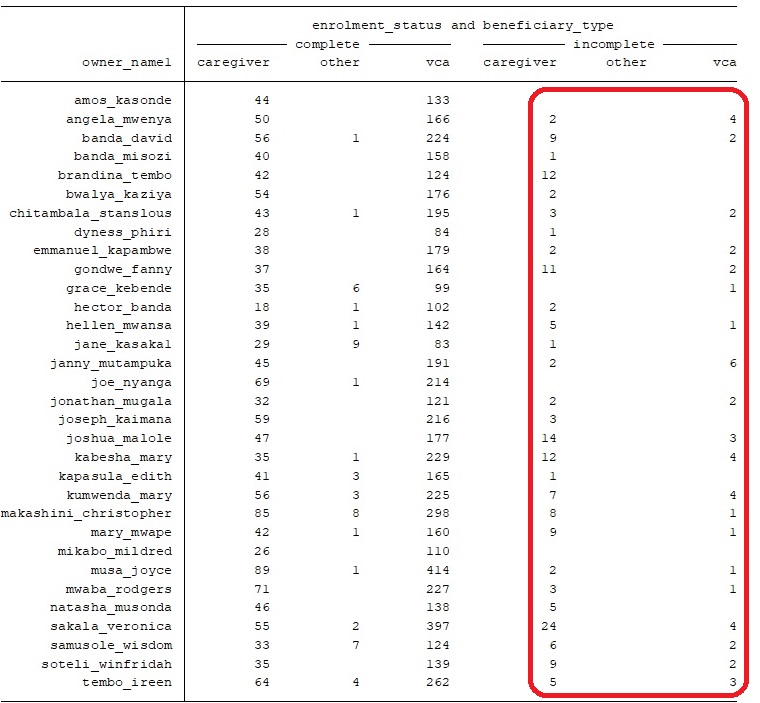 enrolment_status and beneficiary_type
complete incomplete
owner_name1 caregiver other vca caregiver other vca
amos_kasonde 44 133
angela_mwenya 50 166 2 4
banda_david 56 1 224 9 2
banda_misozi 40 158 1
brandina_tembo 42 124 12
bwalya_kaziya 54 176 2
chitambala_stanslous 43 1 195 3 2
dyness_phiri 28 84 1
emmanuel_kapambwe 38 179 2 2
gondwe_fanny 37 164 11 2
grace_kebende 35 6 99 1
hector_banda 18 1 102 2
hellen_mwansa 39 1 142 5 1
jane_kasakal 29 9 83 1
janny_mutampuka 45 191 2 6
joe_nyanga 69 1 214
jonathan_mugala 32 121 2 2
joseph_kaimana 59 216 3
joshua_malole 47 177 14 3
kabesha_mary 35 1 229 12 4
kapasula_edith 41 3 165 1
kumwenda_mary 56 3 225 7 4
makashini_christopher 85 8 298 8 1
mary_mwape 42 1 160 9 1
mikabo_mildred 26 110
musa_joyce 89 1 414 2 1
mwaba_rodgers 71 227 3 1
natasha_musonda 46 138 5
sakala_veronica 55 2 397 24 4
samusole_wisdom 33 7 124 6 2
soteli_winfridah 35 139 9 2
tembo_ireen 64 4 262 5 3